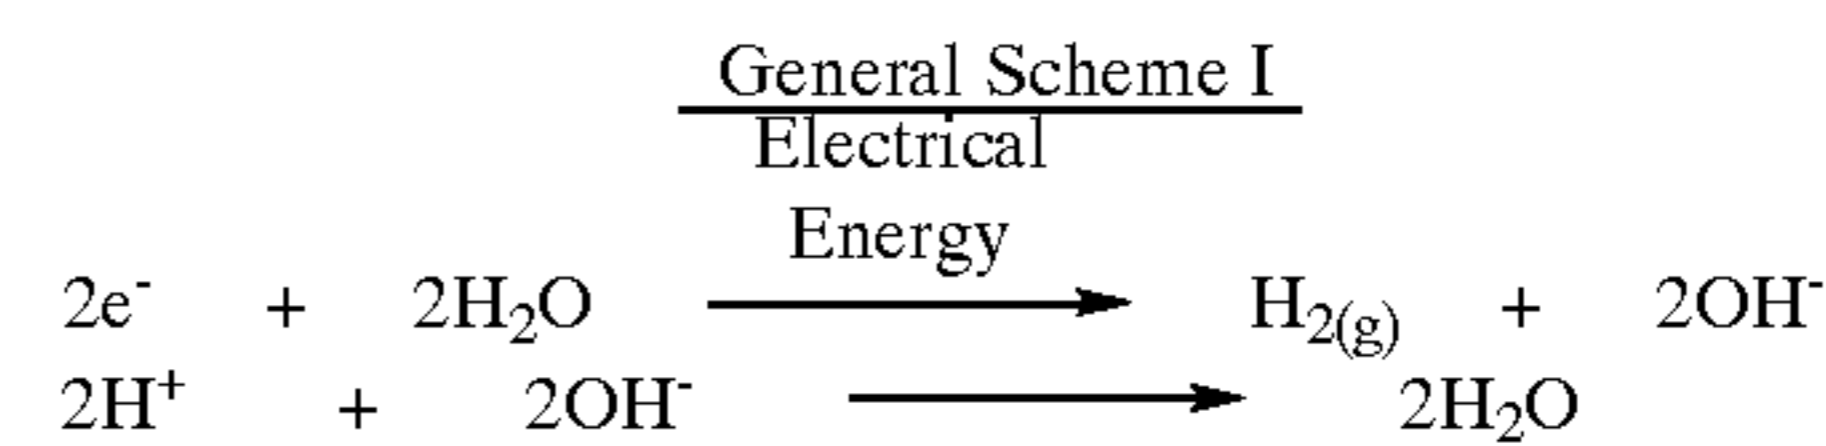 General Scheme I
Electrical
Energy
2e⁻ + 2H₂O ⟶ H₂₍g₎ + 2OH⁻
2H⁺ + 2OH⁻ ⟶ 2H₂O